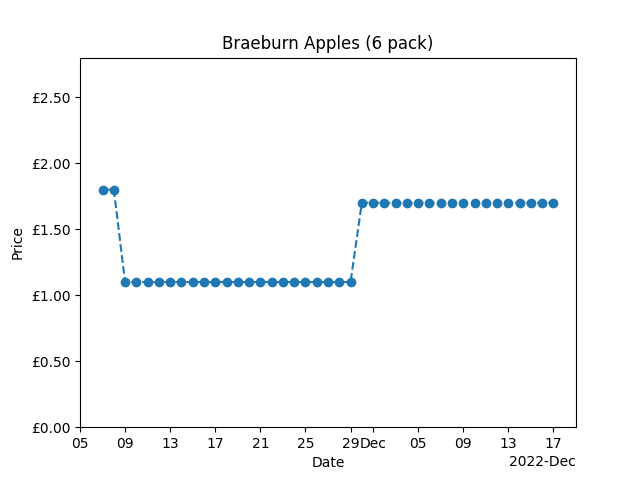 Braeburn Apples (6 pack)
£2.50
£2.00
£1.50
£1.00
£0.50
£0.00
Price
05 09 13 17 21 25 29 Dec 05 09 13 17
Date
2022-Dec